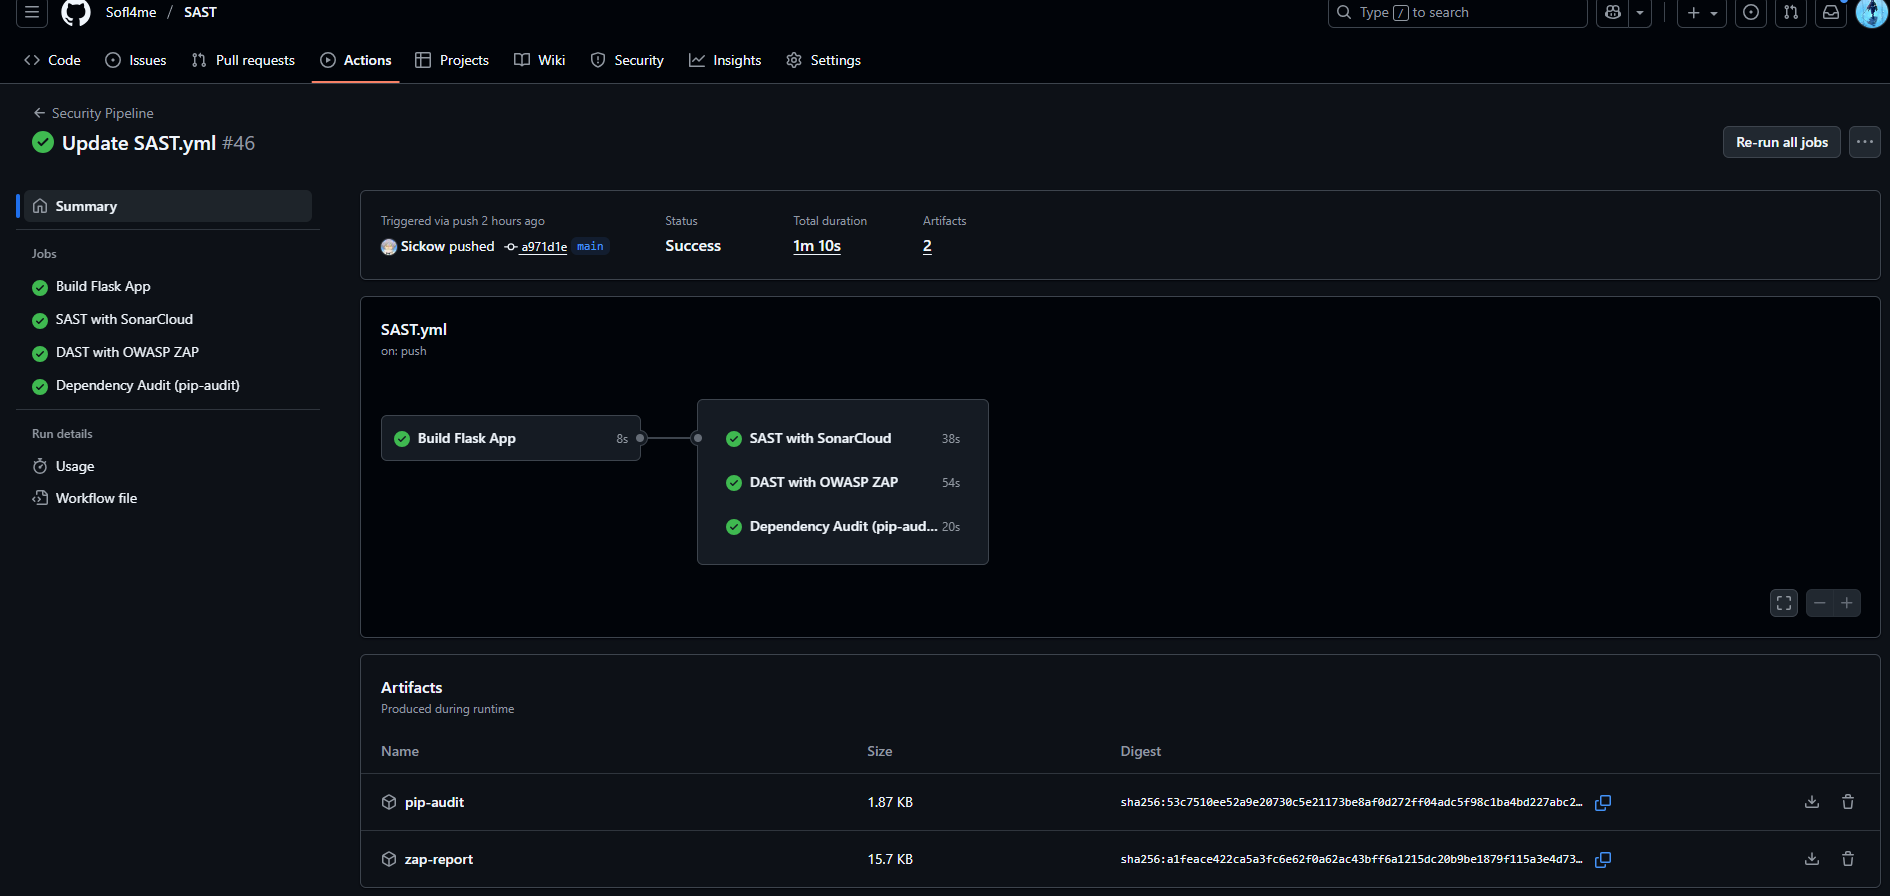 Sofl4me / SAST
Type / to search
Code Issues Pull requests Actions Projects Wiki Security Insights Settings
Security Pipeline
Update SAST.yml #46
Re-run all jobs
Summary
Jobs
Build Flask App
SAST with SonarCloud
DAST with OWASP ZAP
Dependency Audit (pip-audit)
Run details
Usage
Workflow file
Triggered via push 2 hours ago
Sickow pushed a971d1e main
Status
Success
Total duration
1m 10s
Artifacts
2
SAST.yml
on: push
Build Flask App 8s
SAST with SonarCloud 38s
DAST with OWASP ZAP 54s
Dependency Audit (pip-aud... 20s
Artifacts
Produced during runtime
Name Size Digest
pip-audit 1.87 KB sha256:53c7510ee52a9e20730c5e21173be8af0d272ff04adc5f98c1ba4bd227abc2…
zap-report 15.7 KB sha256:a1feace422ca5a3fc6e62f0a62ac43bff6a1215dc20b9be1879f115a3e4d73…